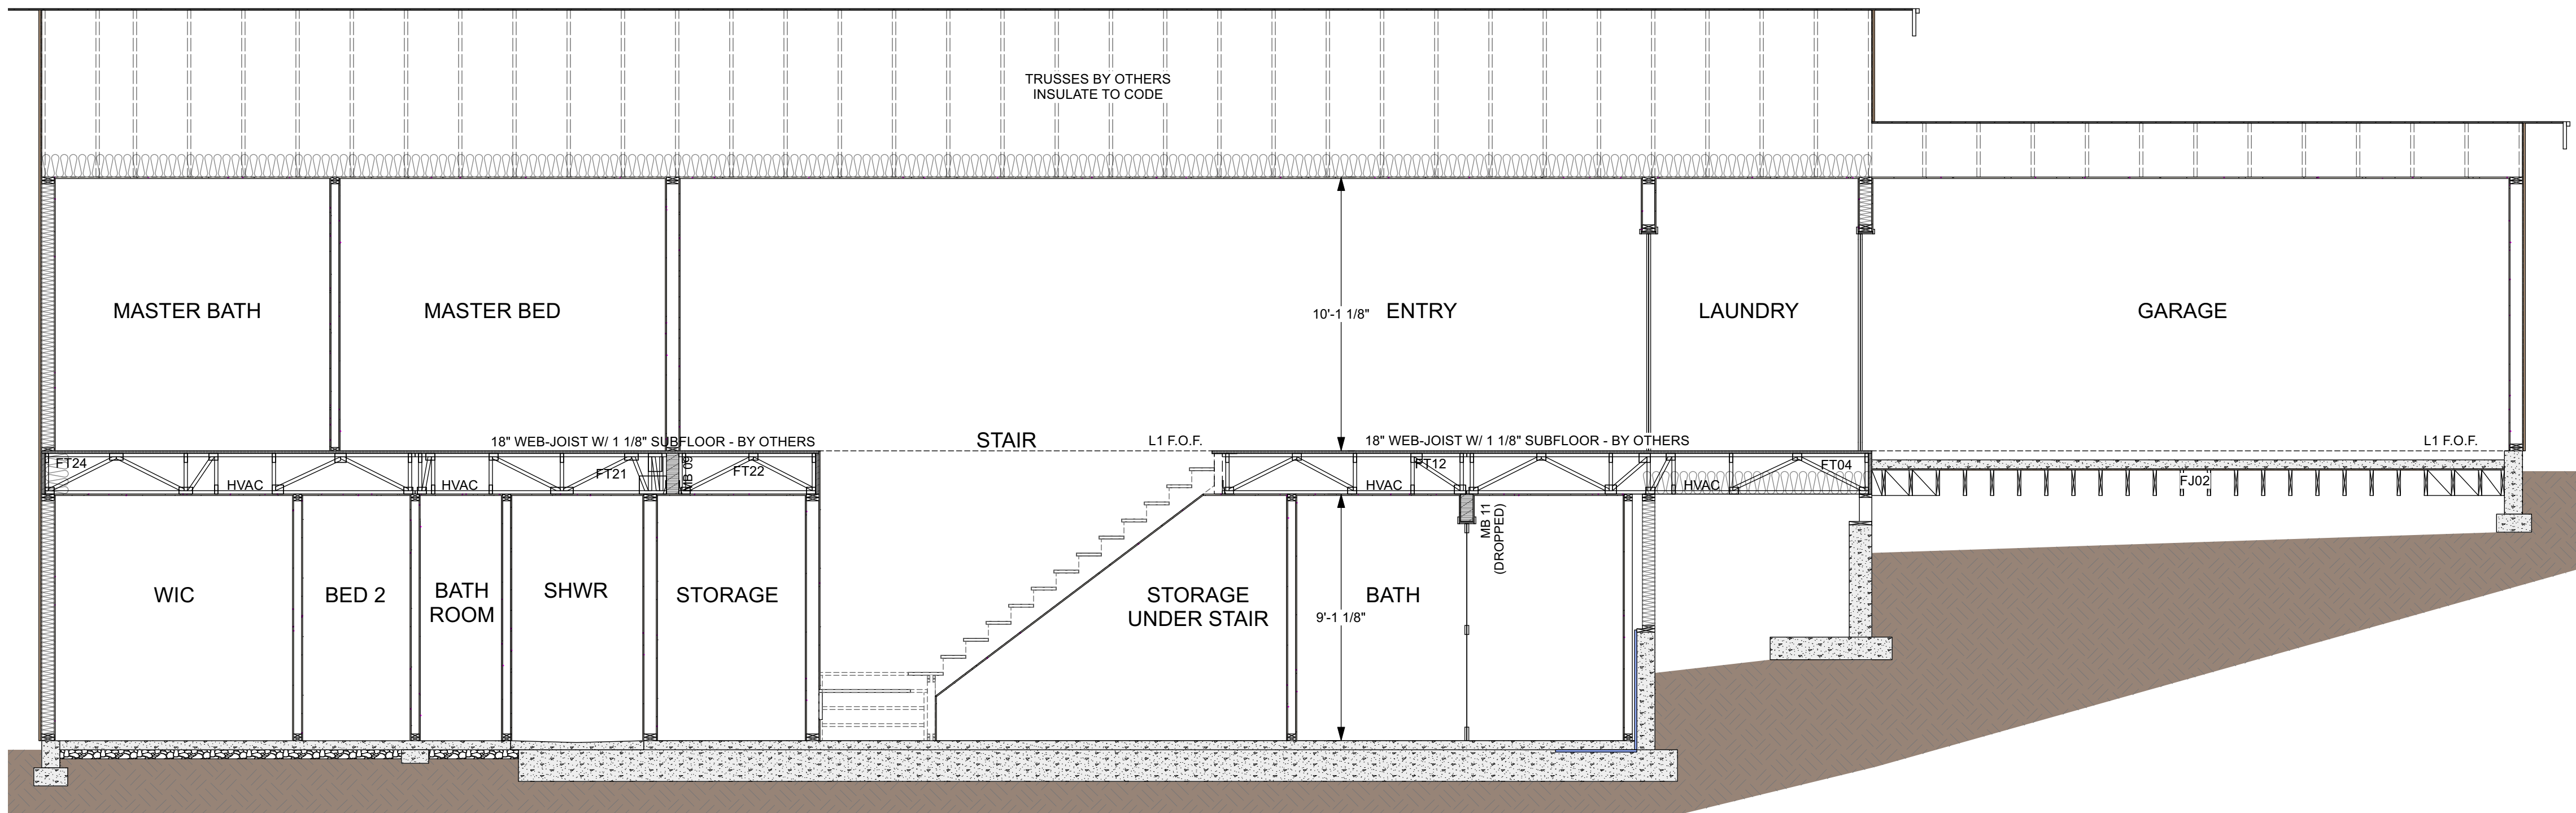 TRUSSES BY OTHERS
INSULATE TO CODE
MASTER BATH
MASTER BED
10'-1 1/8"
ENTRY
LAUNDRY
GARAGE
18" WEB-JOIST W/ 1 1/8" SUBFLOOR - BY OTHERS
STAIR
L1 F.O.F.
18" WEB-JOIST W/ 1 1/8" SUBFLOOR - BY OTHERS
L1 F.O.F.
FT24
HVAC
HVAC
FT21
MB 09
FT22
HVAC
FT12
HVAC
FT04
FJ02
MB 11
(DROPPED)
WIC
BED 2
BATH
ROOM
SHWR
STORAGE
STORAGE
UNDER STAIR
9'-1 1/8"
BATH